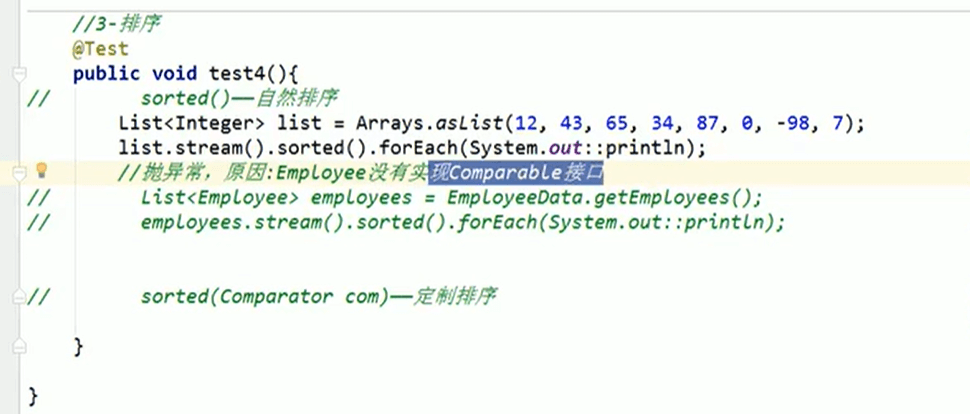 //3-排序
@Test
public void test4(){
// sorted()——自然排序
List<Integer> list = Arrays.asList(12, 43, 65, 34, 87, 0, -98, 7);
list.stream().sorted().forEach(System.out::println);
//抛异常，原因:Employee没有实现Comparable接口
// List<Employee> employees = EmployeeData.getEmployees();
// employees.stream().sorted().forEach(System.out::println);
// sorted(Comparator com)——定制排序
}
}